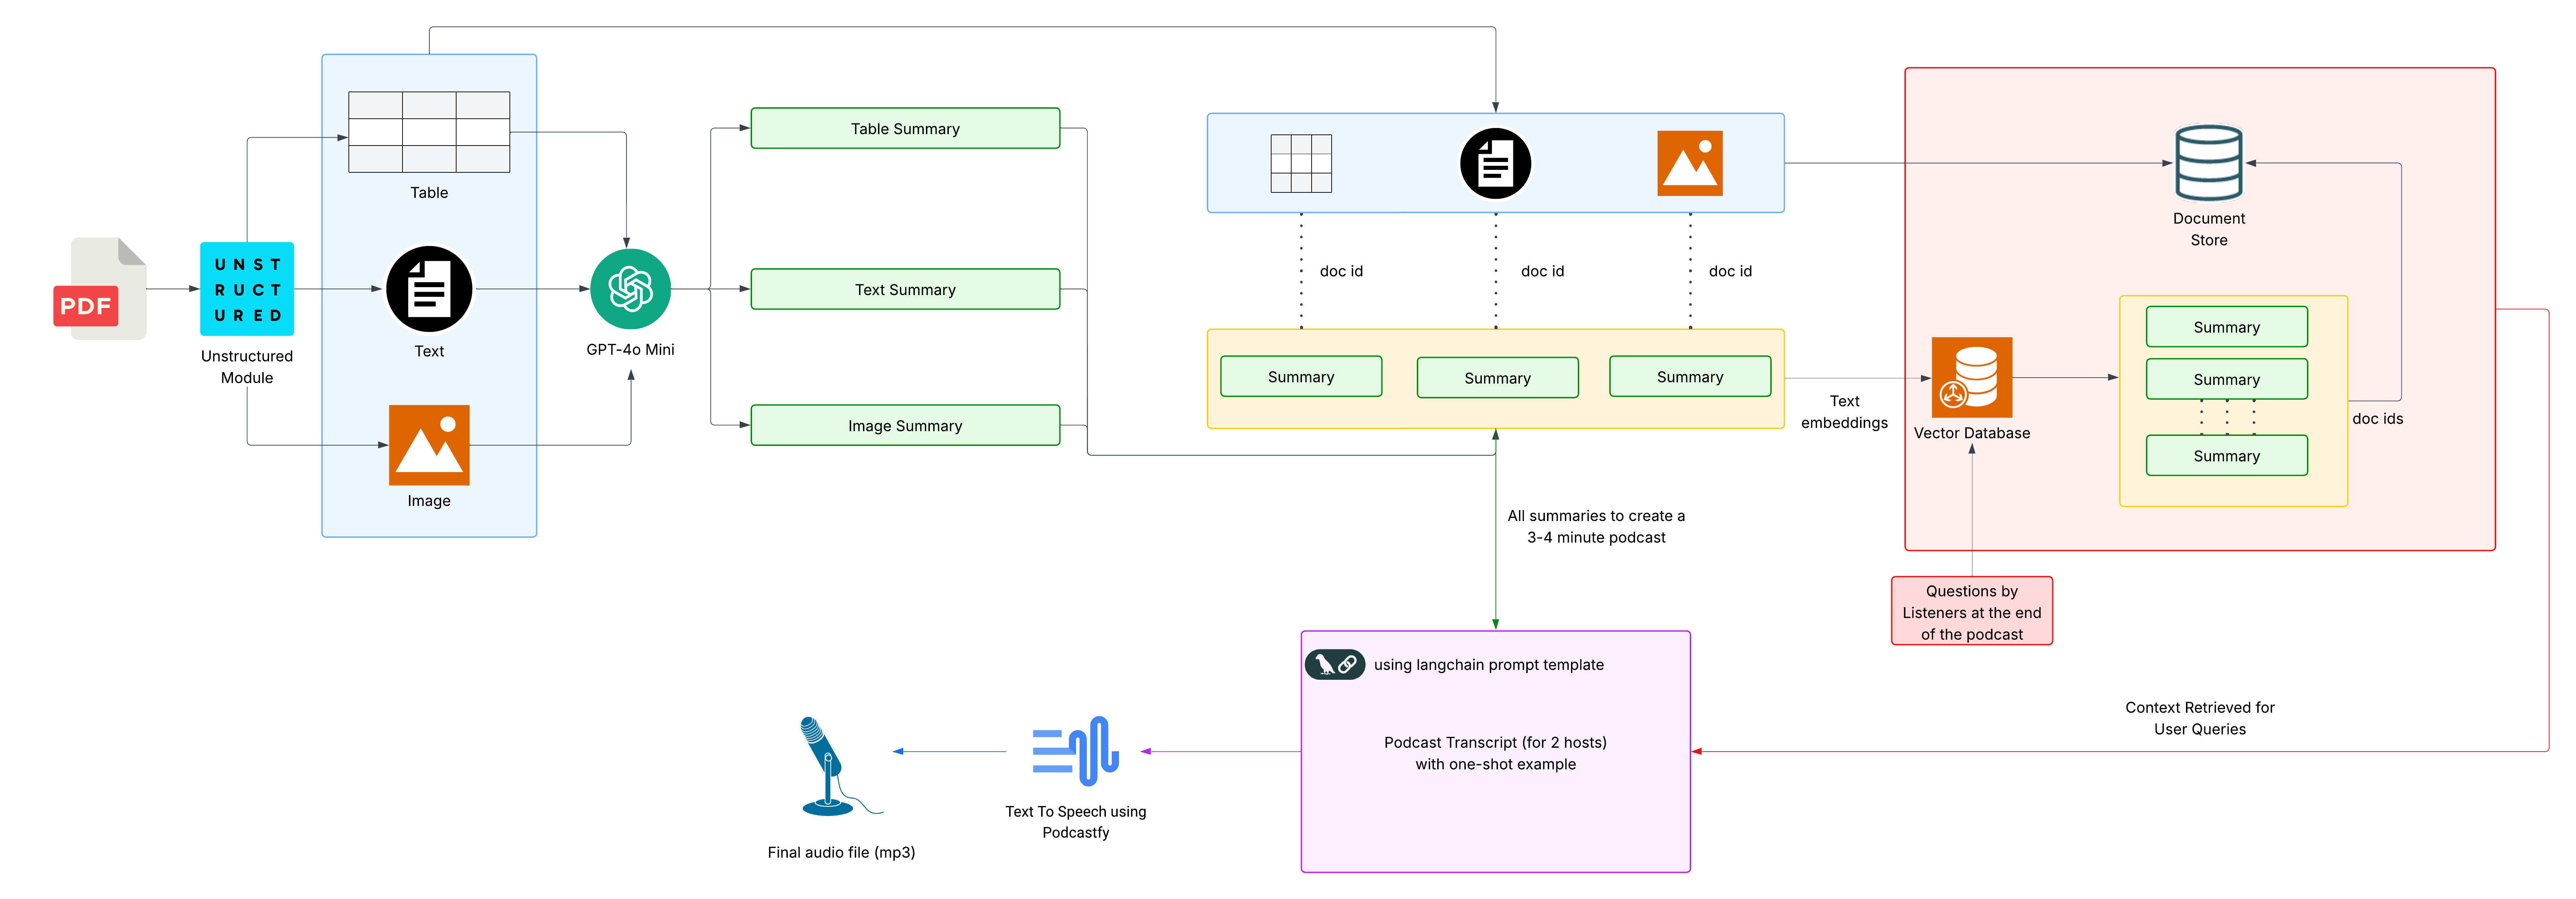 PDF
UNST
RUCT
URED
Unstructured
Module
Table
Text
Image
GPT-4o Mini
Table Summary
Text Summary
Image Summary
doc id
doc id
doc id
Summary
Summary
Summary
Text
embeddings
All summaries to create a
3-4 minute podcast
Document
Store
Vector Database
Summary
Summary
Summary
doc ids
Questions by
Listeners at the end
of the podcast
Context Retrieved for
User Queries
using langchain prompt template
Podcast Transcript (for 2 hosts)
with one-shot example
Text To Speech using
Podcastfy
Final audio file (mp3)